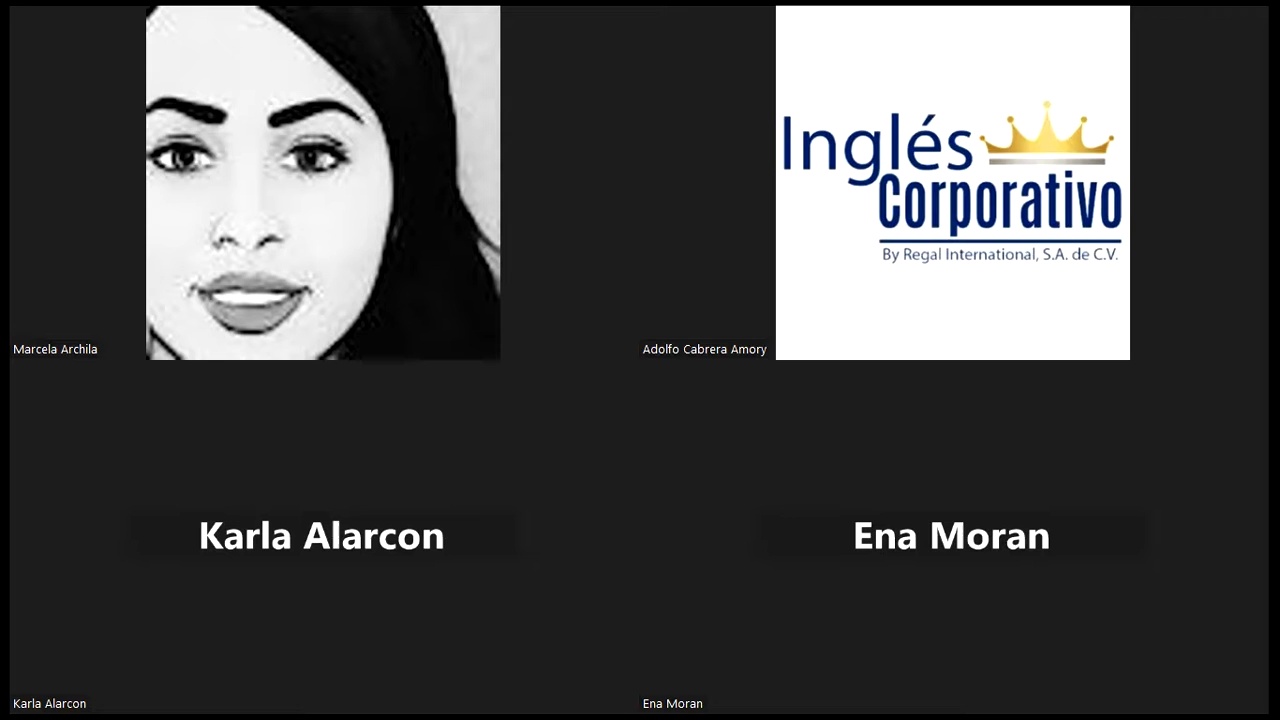 Inglés
Corporativo
By Regal International, S.A. de C.V.
Marcela Archila
Adolfo Cabrera Amory
Karla Alarcon
Ena Moran
Karla Alarcon
Ena Moran